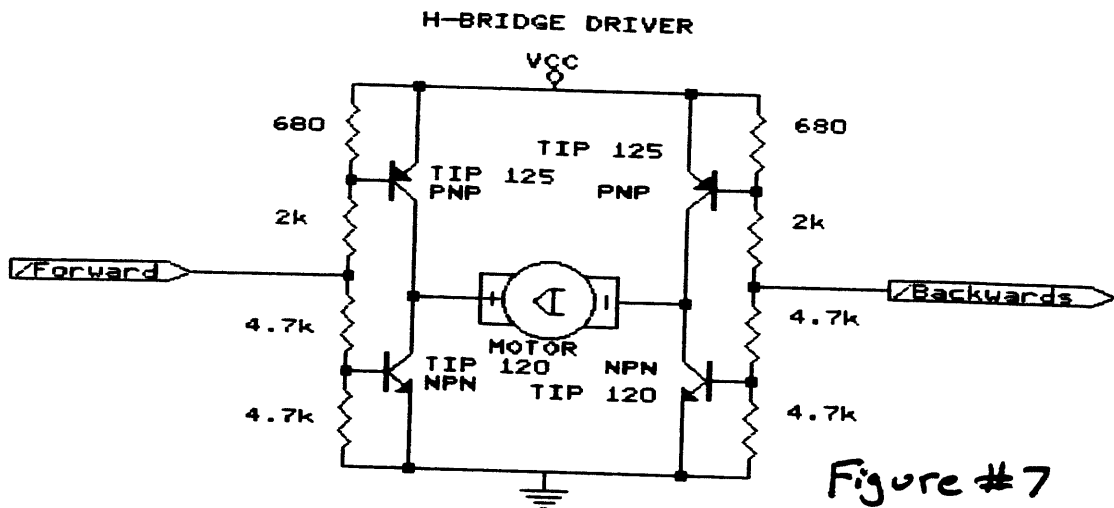 H-BRIDGE DRIVER
VCC
680
680
TIP 125
TIP 125
PNP
PNP
2k
2k
/Forward
/Backwards
4.7k
4.7k
MOTOR
TIP 120
NPN
NPN
TIP 120
4.7k
4.7k
Figure #7